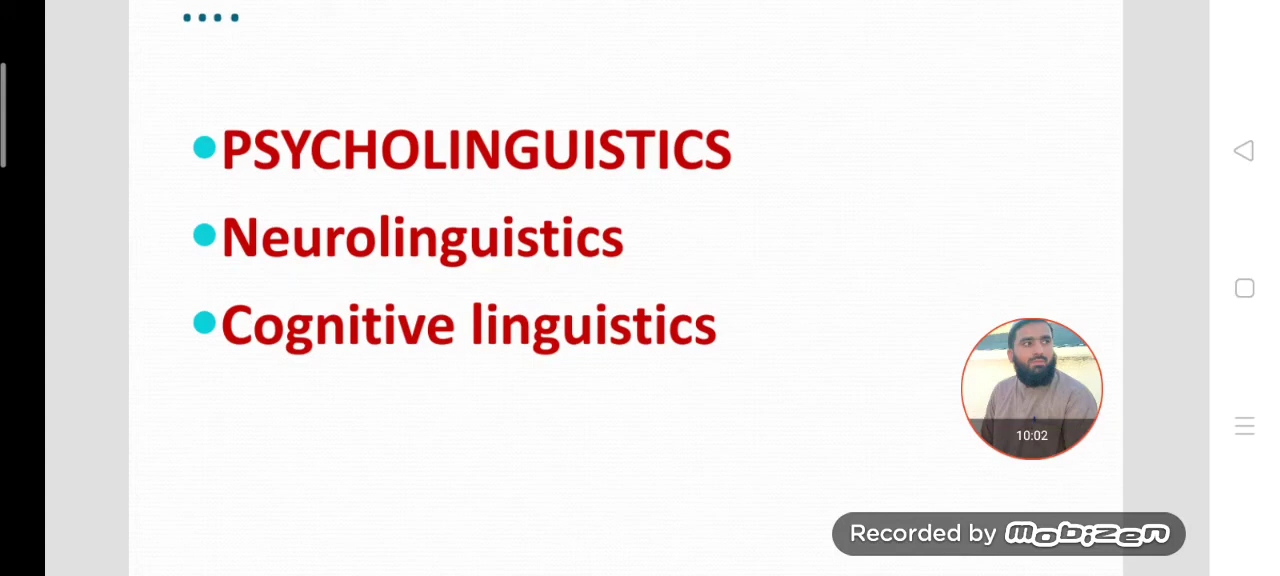 ....
PSYCHOLINGUISTICS
Neurolinguistics
Cognitive linguistics
10:02
Recorded by mobizen